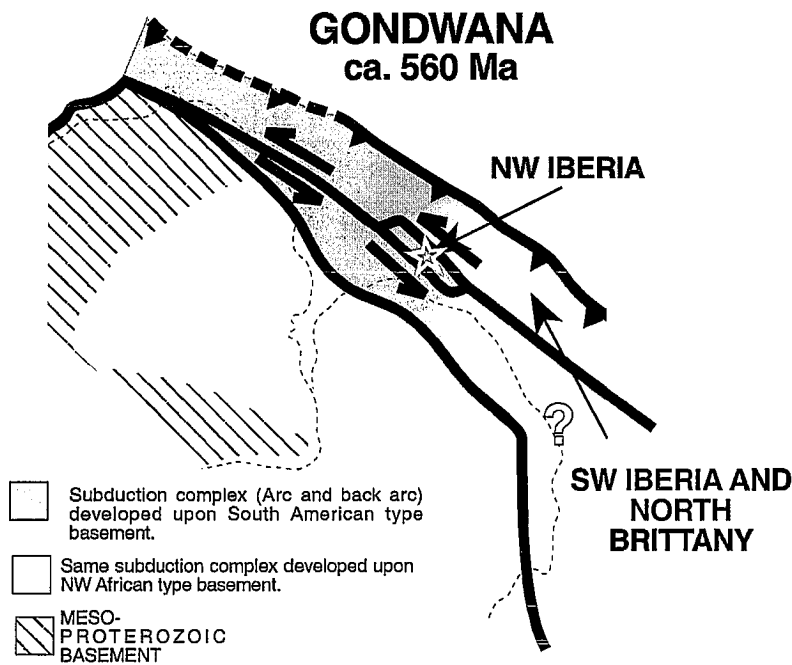 GONDWANA
ca. 560 Ma
NW IBERIA
?
SW IBERIA AND
NORTH
BRITTANY
Subduction complex (Arc and back arc)
developed upon South American type
basement.
Same subduction complex developed upon
NW African type basement.
MESO-
PROTEROZOIC
BASEMENT